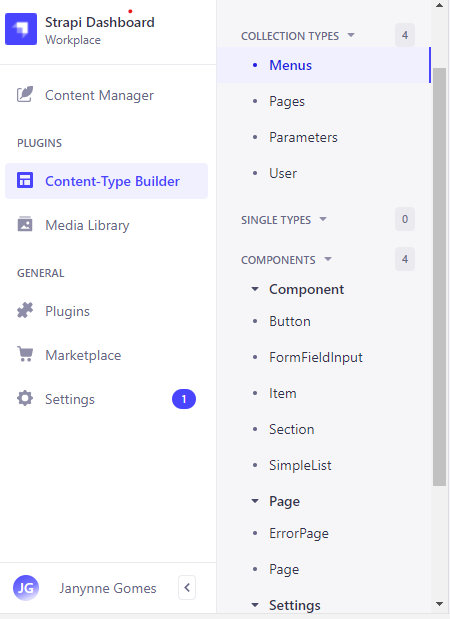 Strapi Dashboard
Workplace
Content Manager
PLUGINS
Content-Type Builder
Media Library
GENERAL
Plugins
Marketplace
Settings 1
JG Janynne Gomes
COLLECTION TYPES 4
Menus
Pages
Parameters
User
SINGLE TYPES 0
COMPONENTS 4
Component
Button
FormFieldInput
Item
Section
SimpleList
Page
ErrorPage
Page
Settings